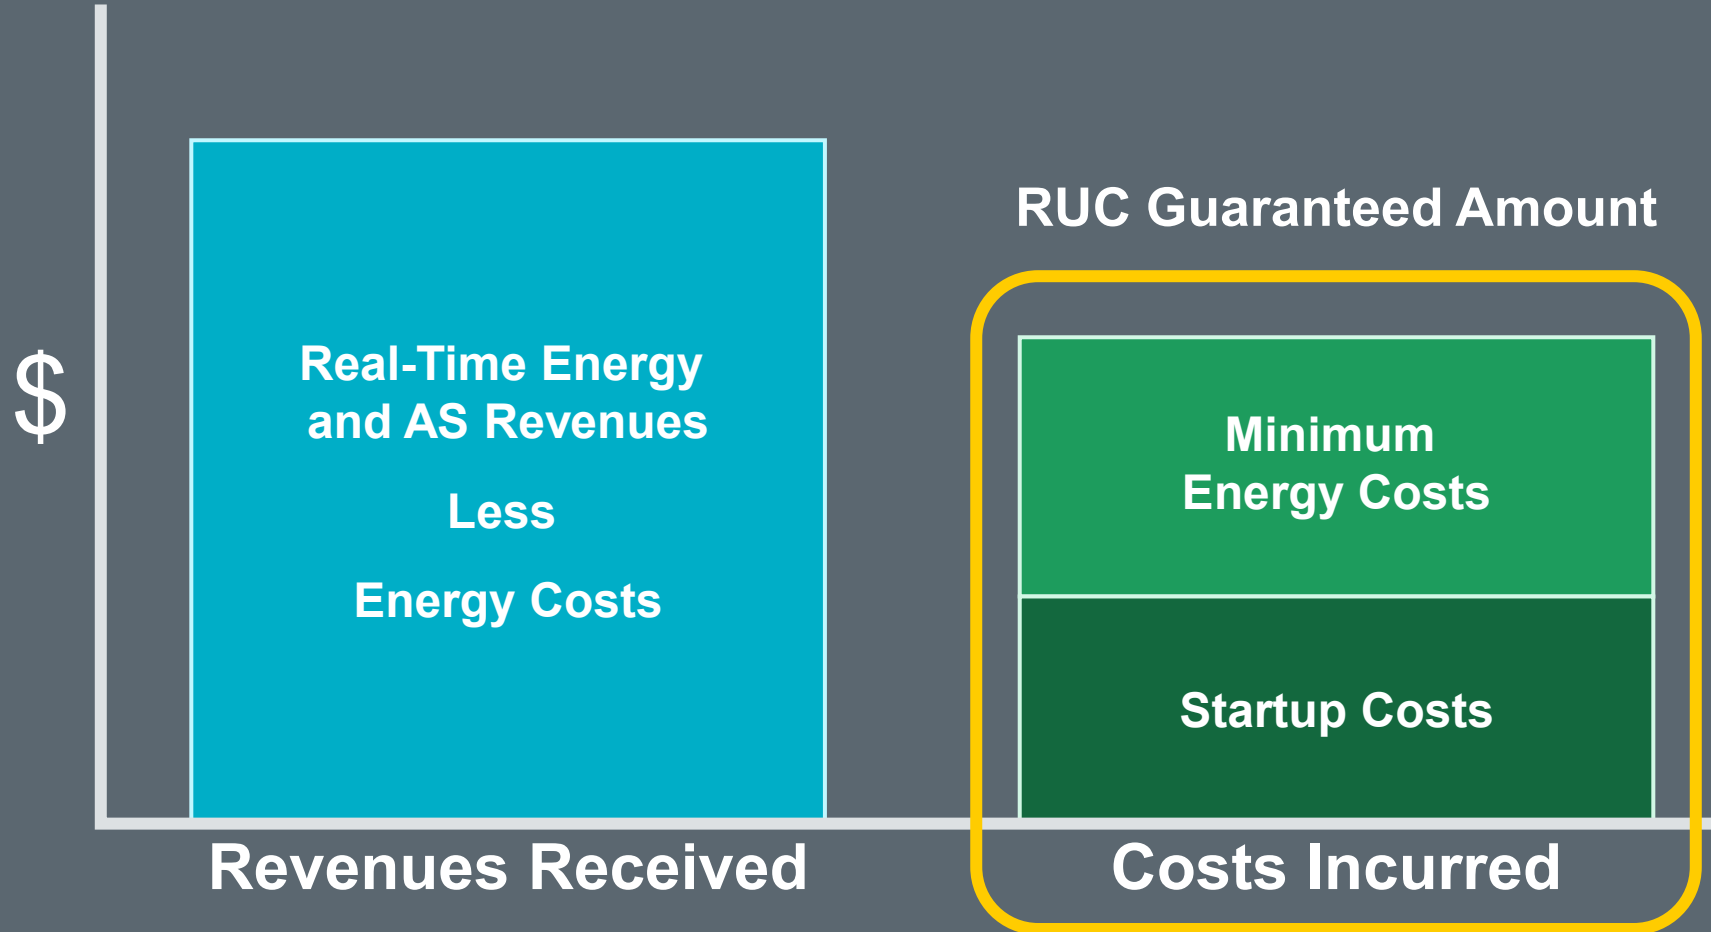 $
Real-Time Energy
and AS Revenues
Less
Energy Costs
Revenues Received
RUC Guaranteed Amount
Minimum
Energy Costs
Startup Costs
Costs Incurred